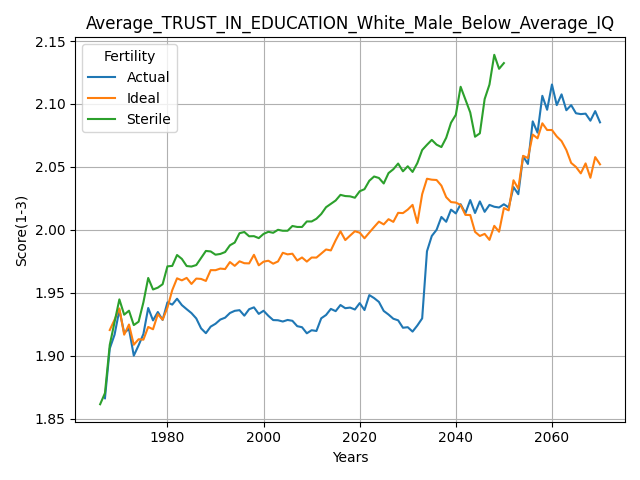 Average_TRUST_IN_EDUCATION_White_Male_Below_Average_IQ
2.15
2.10
2.05
2.00
1.95
1.90
1.85
Score(1-3)
Fertility
Actual
Ideal
Sterile
1980
2000
2020
2040
2060
Years